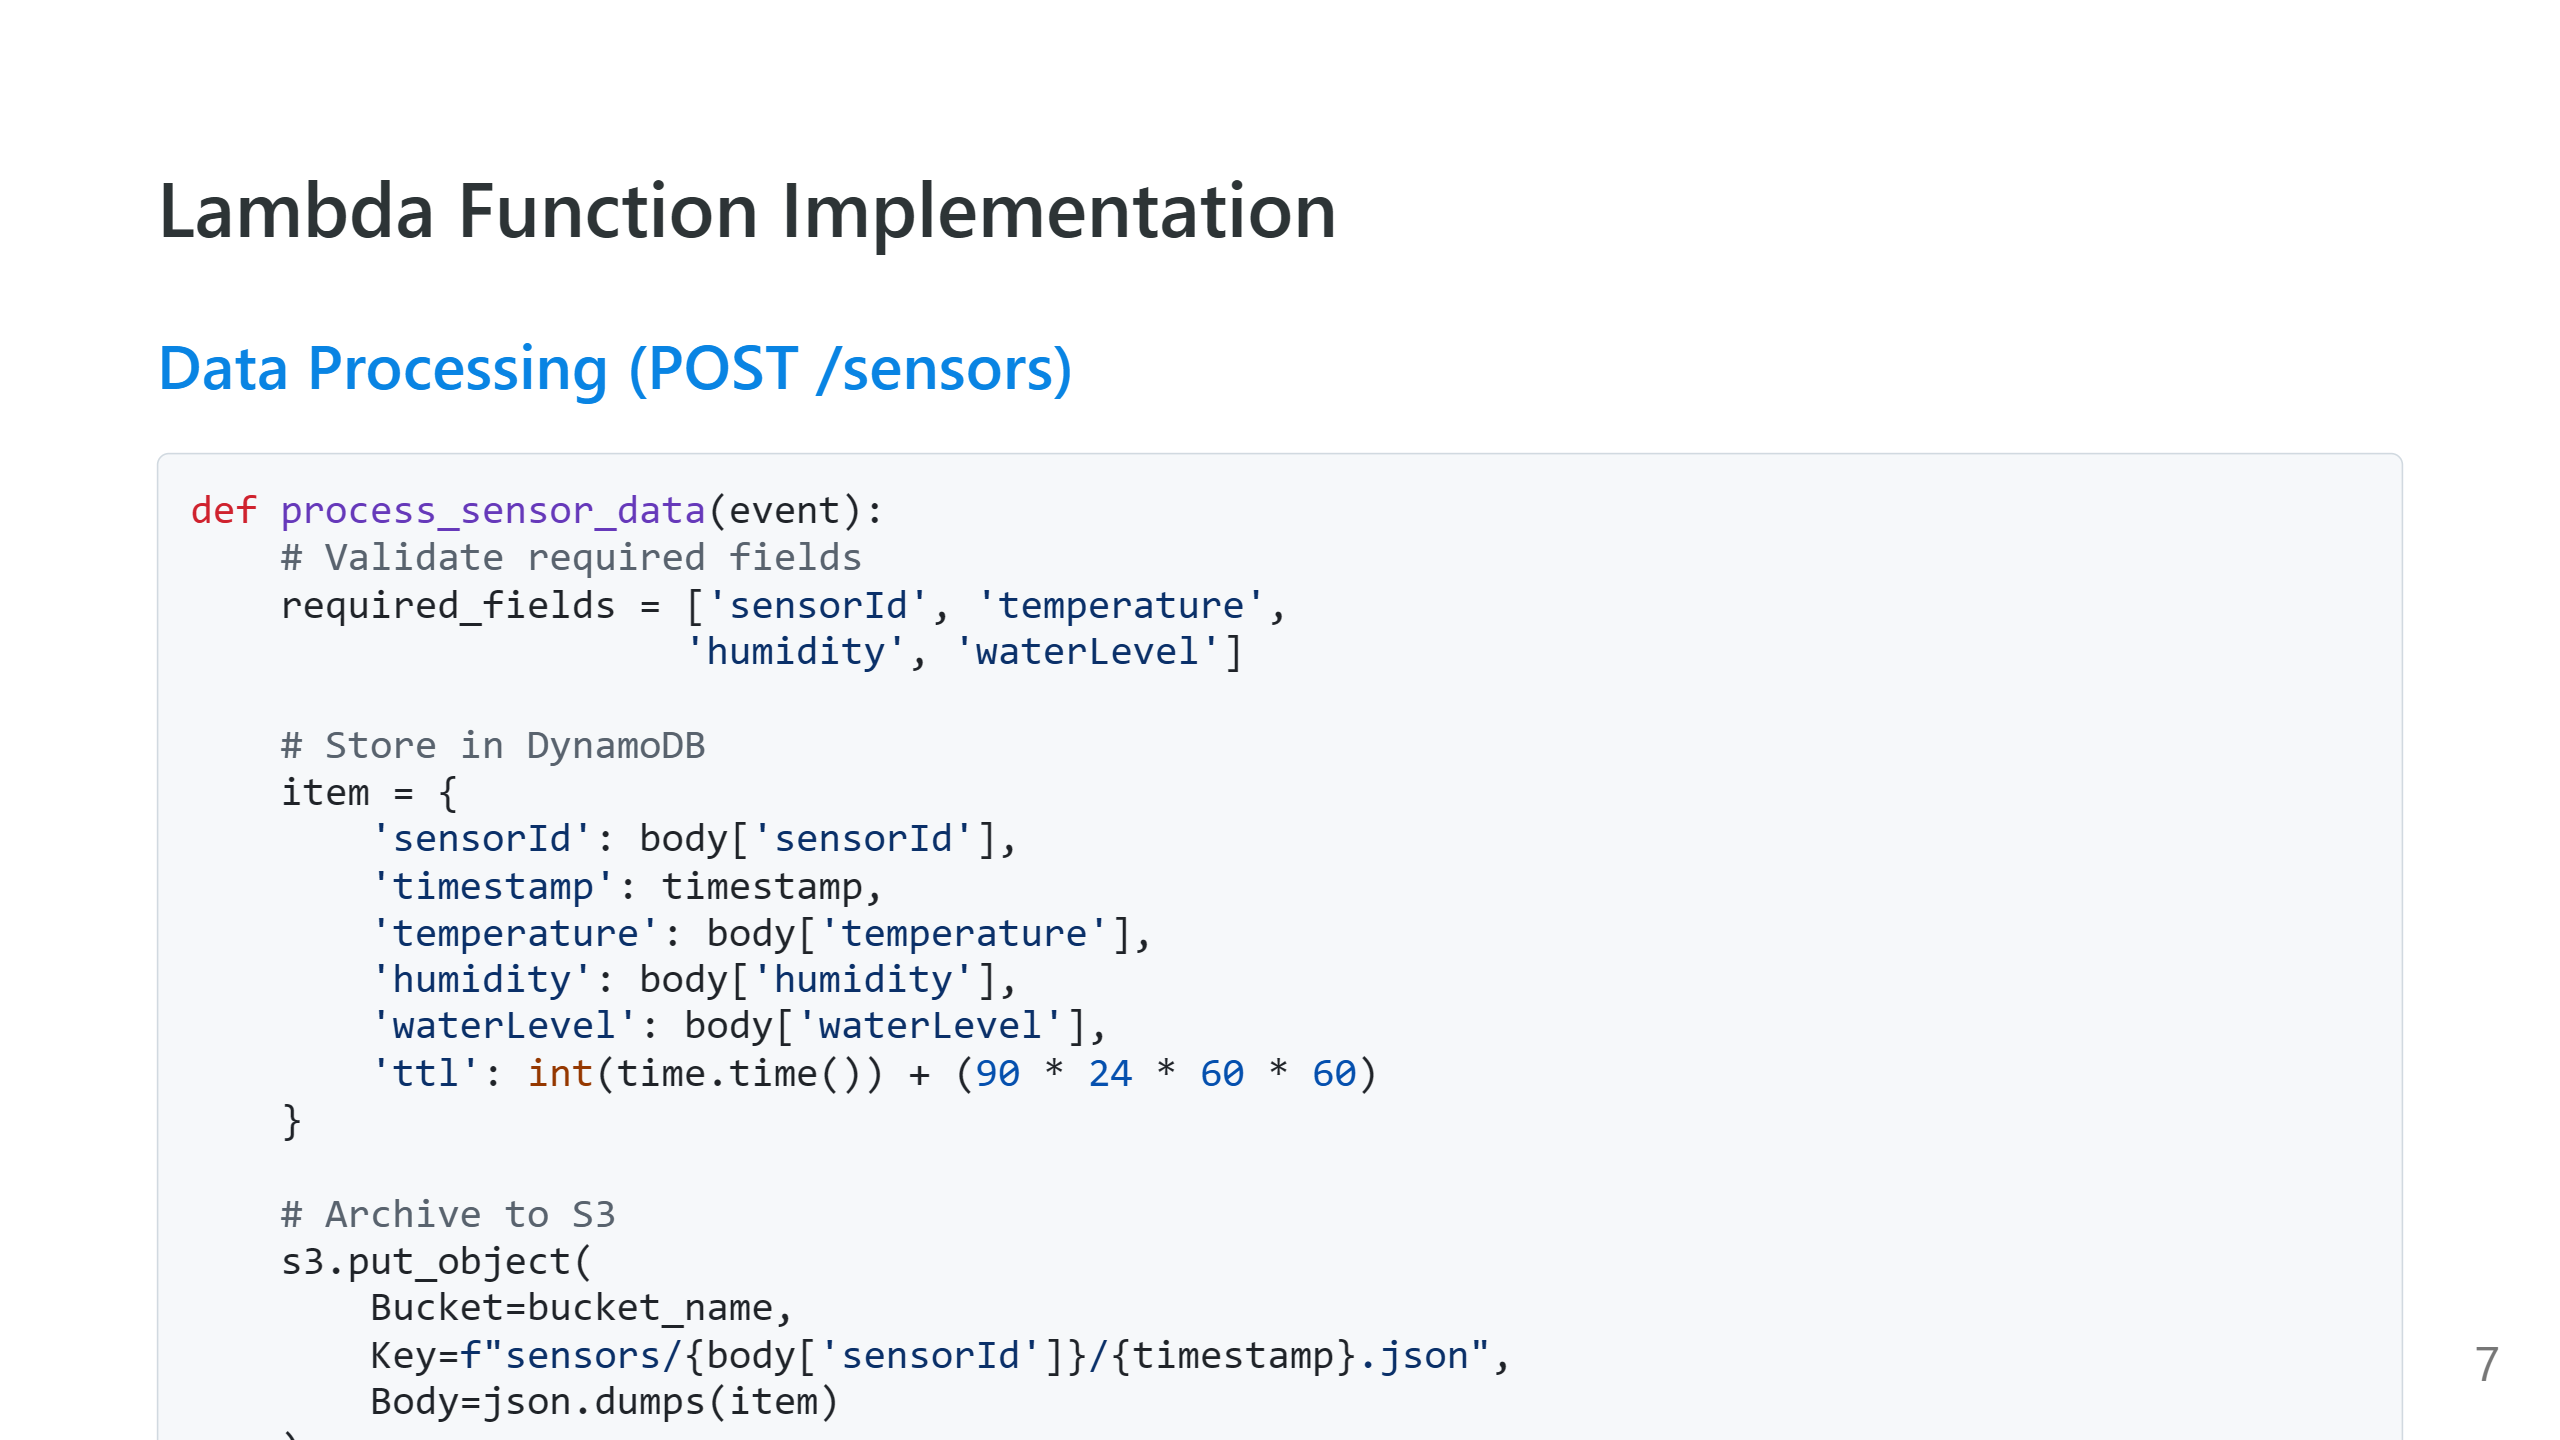 Lambda Function Implementation
Data Processing (POST /sensors)
def process_sensor_data(event):
    # Validate required fields
    required_fields = ['sensorId', 'temperature',
                      'humidity', 'waterLevel']
    # Store in DynamoDB
    item = {
        'sensorId': body['sensorId'],
        'timestamp': timestamp,
        'temperature': body['temperature'],
        'humidity': body['humidity'],
        'waterLevel': body['waterLevel'],
        'ttl': int(time.time()) + (90 * 24 * 60 * 60)
    }
    # Archive to S3
    s3.put_object(
        Bucket=bucket_name,
        Key=f"sensors/{body['sensorId']}/{timestamp}.json",
        Body=json.dumps(item)
7